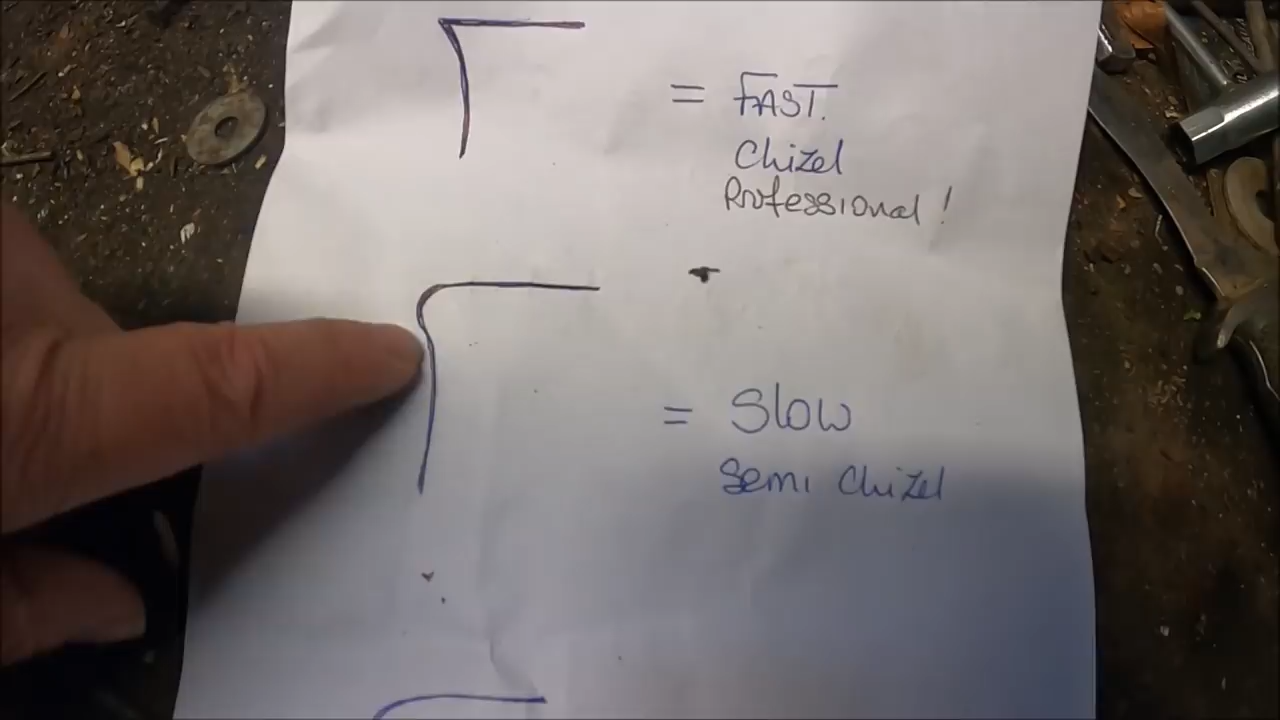 = FAST.
Chizel
Professional!
= Slow
Semi Chizel